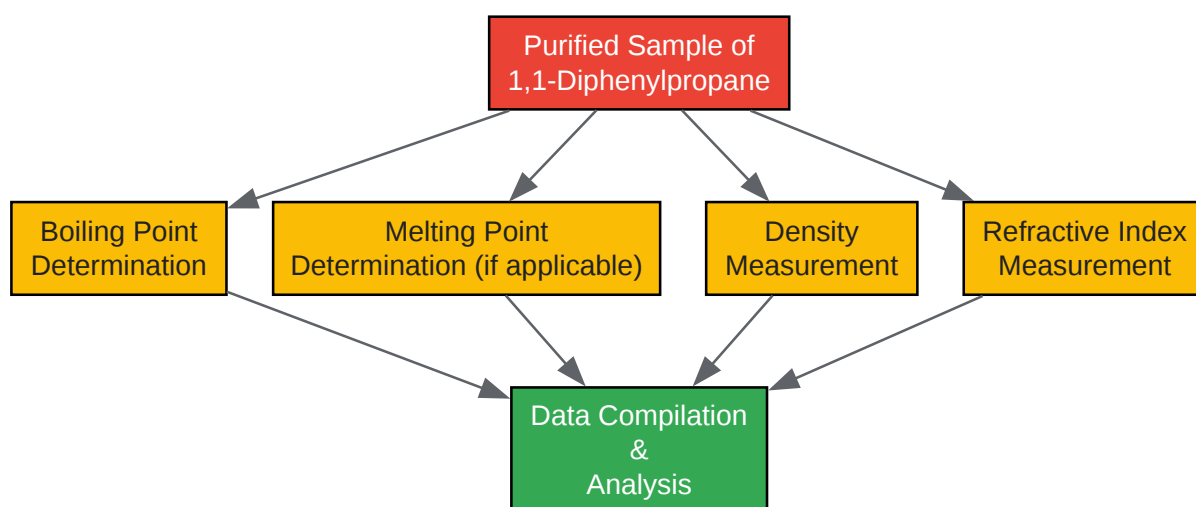 Purified Sample of
1,1-Diphenylpropane
Boiling Point
Determination
Melting Point
Determination (if applicable)
Density
Measurement
Refractive Index
Measurement
Data Compilation
&
Analysis